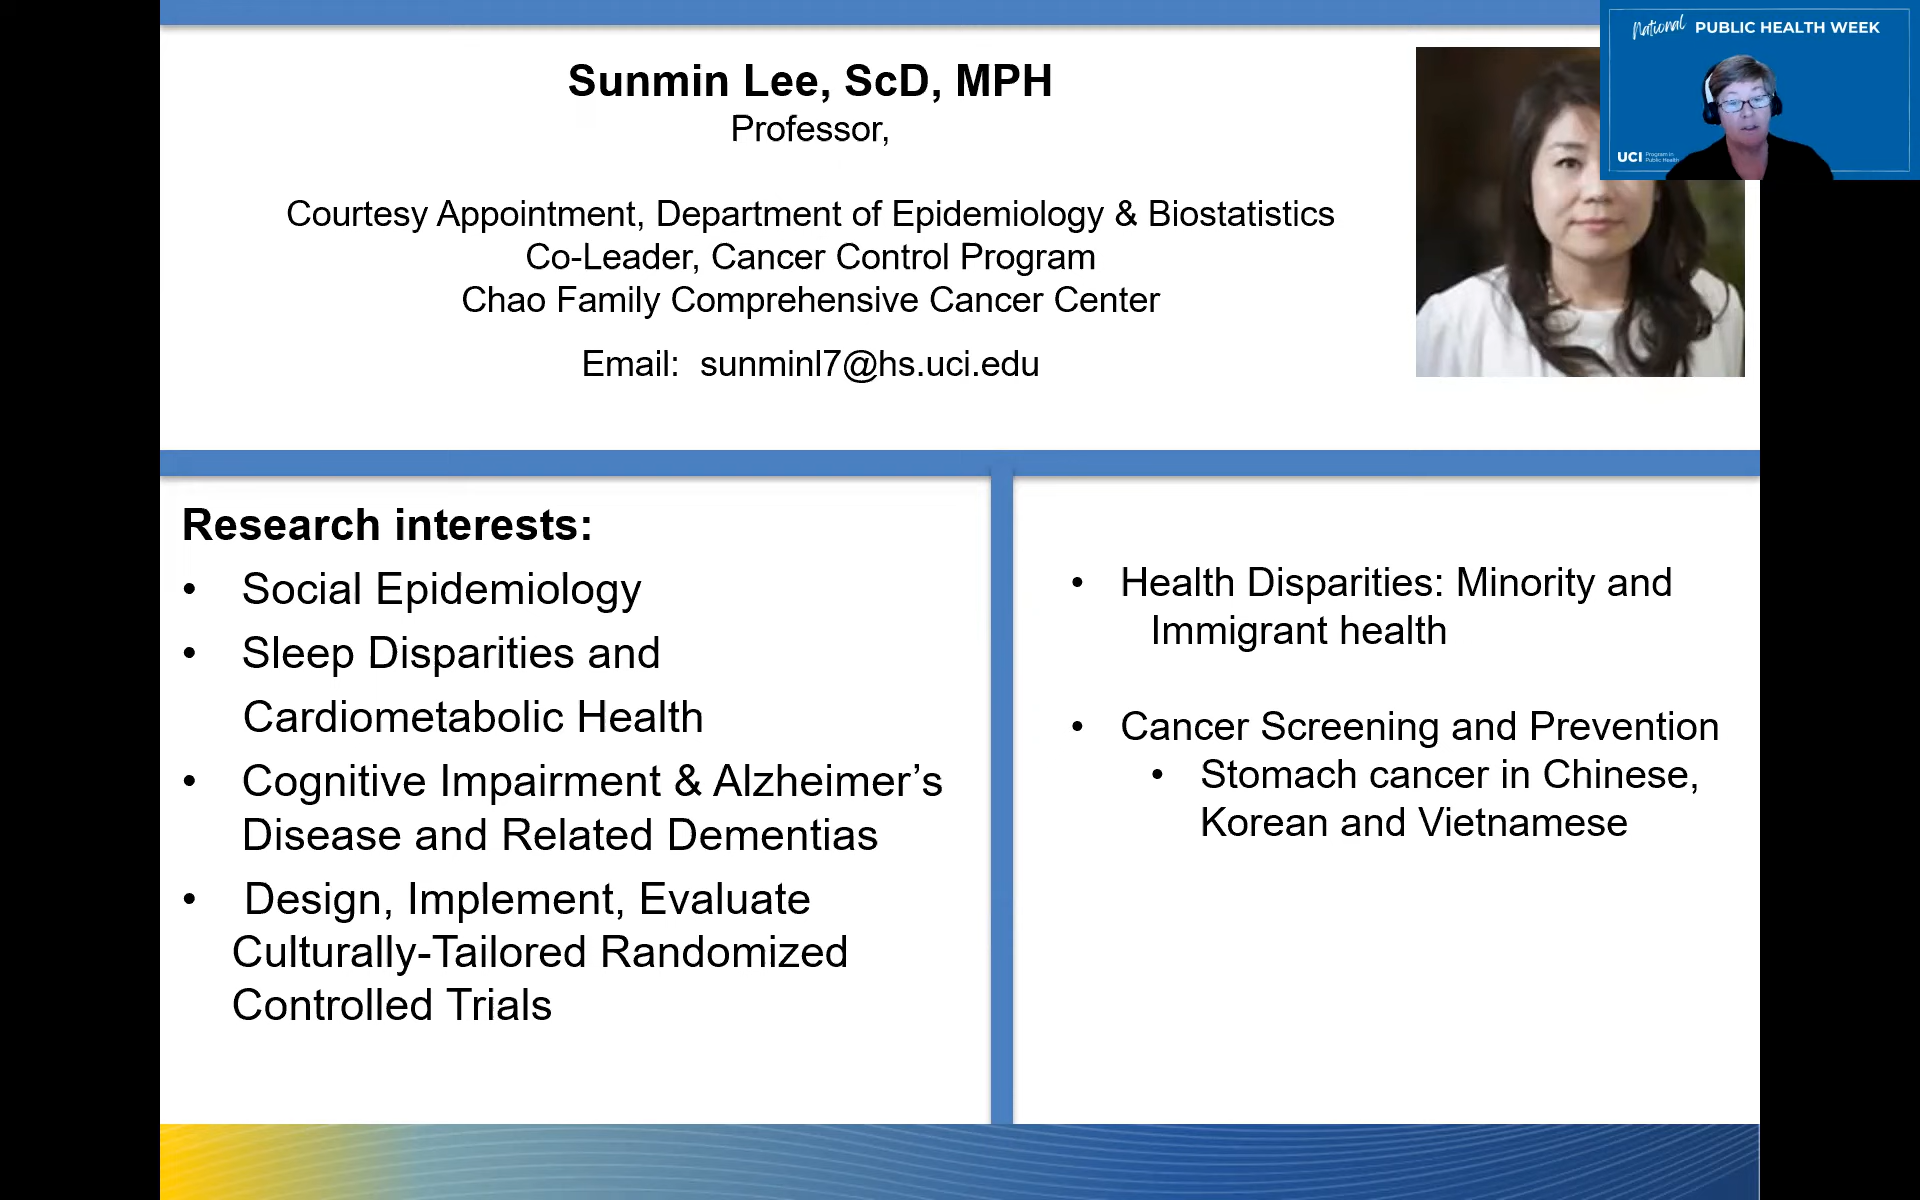 National PUBLIC HEALTH WEEK
UCI Program in
Public Health
Sunmin Lee, ScD, MPH
Professor,
Courtesy Appointment, Department of Epidemiology & Biostatistics
Co-Leader, Cancer Control Program
Chao Family Comprehensive Cancer Center
Email: sunminl7@hs.uci.edu
Research interests:
• Social Epidemiology
• Sleep Disparities and
Cardiometabolic Health
• Cognitive Impairment & Alzheimer’s
Disease and Related Dementias
• Design, Implement, Evaluate
Culturally-Tailored Randomized
Controlled Trials
• Health Disparities: Minority and
Immigrant health
• Cancer Screening and Prevention
• Stomach cancer in Chinese,
Korean and Vietnamese